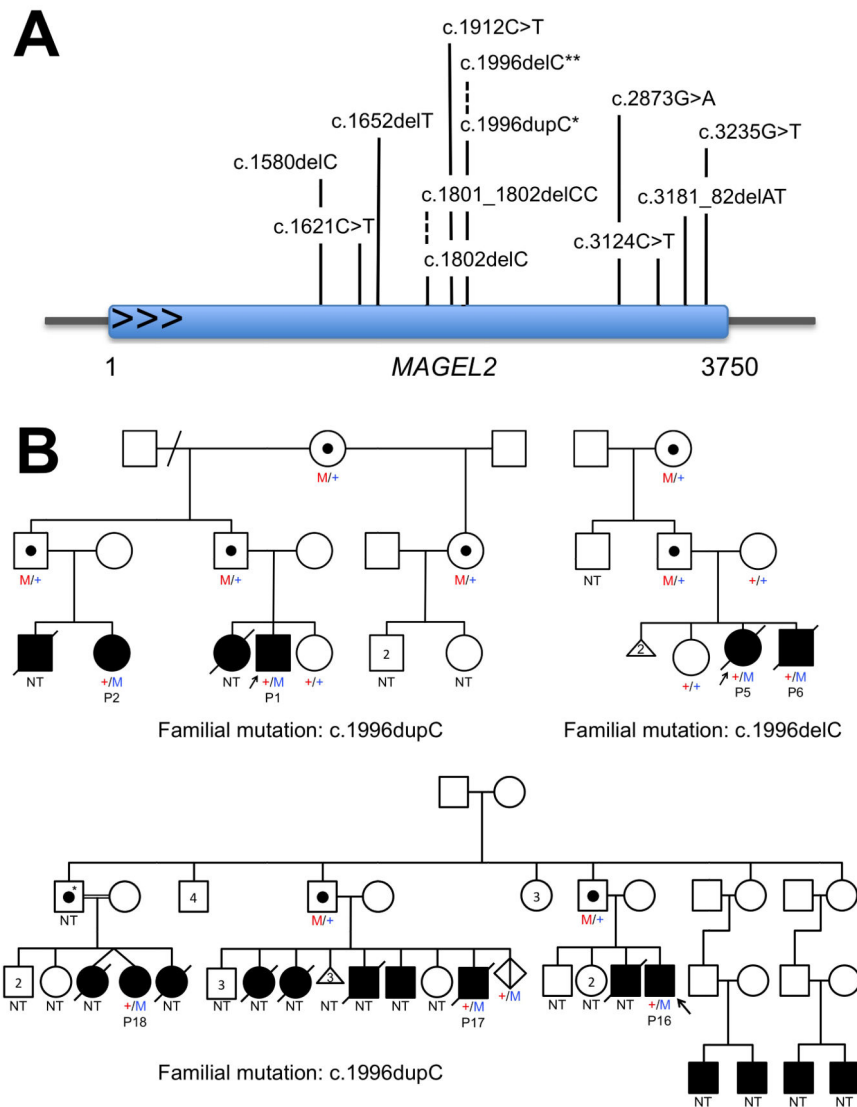 A
c.1912C>T
c.1996delC**
c.2873G>A
c.1652delT
c.1996dupC*
c.3235G>T
c.1580delC
c.1801_1802delCC
c.3181_82delAT
c.1621C>T
c.3124C>T
c.1802delC
>>>
1 MAGEL2 3750
B
M/+ M/+
M/+ M/+ M/+ NT M/+ +/+
2 2
NT +/M NT +/M +/+ NT NT +/+ +/M +/M
P2 P1 P5 P6
Familial mutation: c.1996dupC Familial mutation: c.1996delC
* 4 3
NT M/+ M/+
2 3 3 2
NT NT NT +/M NT NT NT NT NT NT NT NT +/M +/M NT NT NT +/M
P18 P17 P16
Familial mutation: c.1996dupC
NT NT NT NT